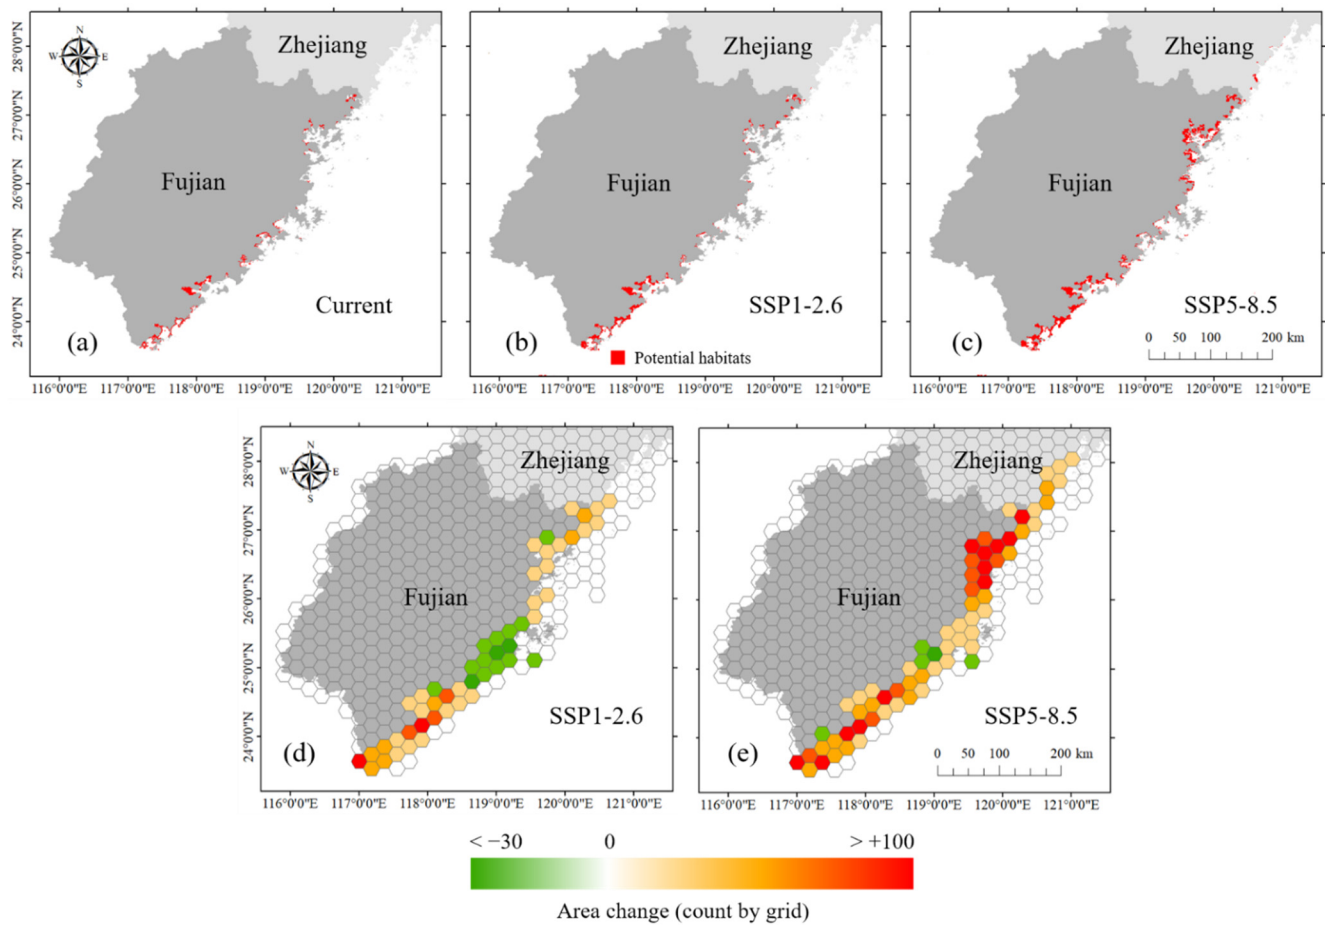 N
W E
S
Zhejiang
Fujian
Current
(a)
28°0'0"N
27°0'0"N
26°0'0"N
25°0'0"N
24°0'0"N
116°0'0"E 117°0'0"E 118°0'0"E 119°0'0"E 120°0'0"E 121°0'0"E
Zhejiang
Fujian
SSP1-2.6
(b)
Potential habitats
116°0'0"E 117°0'0"E 118°0'0"E 119°0'0"E 120°0'0"E 121°0'0"E
Zhejiang
Fujian
SSP5-8.5
(c)
0 50 100 200 km
116°0'0"E 117°0'0"E 118°0'0"E 119°0'0"E 120°0'0"E 121°0'0"E
N
W E
S
Zhejiang
Fujian
SSP1-2.6
(d)
28°0'0"N
27°0'0"N
26°0'0"N
25°0'0"N
24°0'0"N
116°0'0"E 117°0'0"E 118°0'0"E 119°0'0"E 120°0'0"E 121°0'0"E
Zhejiang
Fujian
SSP5-8.5
(e)
0 50 100 200 km
116°0'0"E 117°0'0"E 118°0'0"E 119°0'0"E 120°0'0"E 121°0'0"E
< −30 0 > +100
Area change (count by grid)